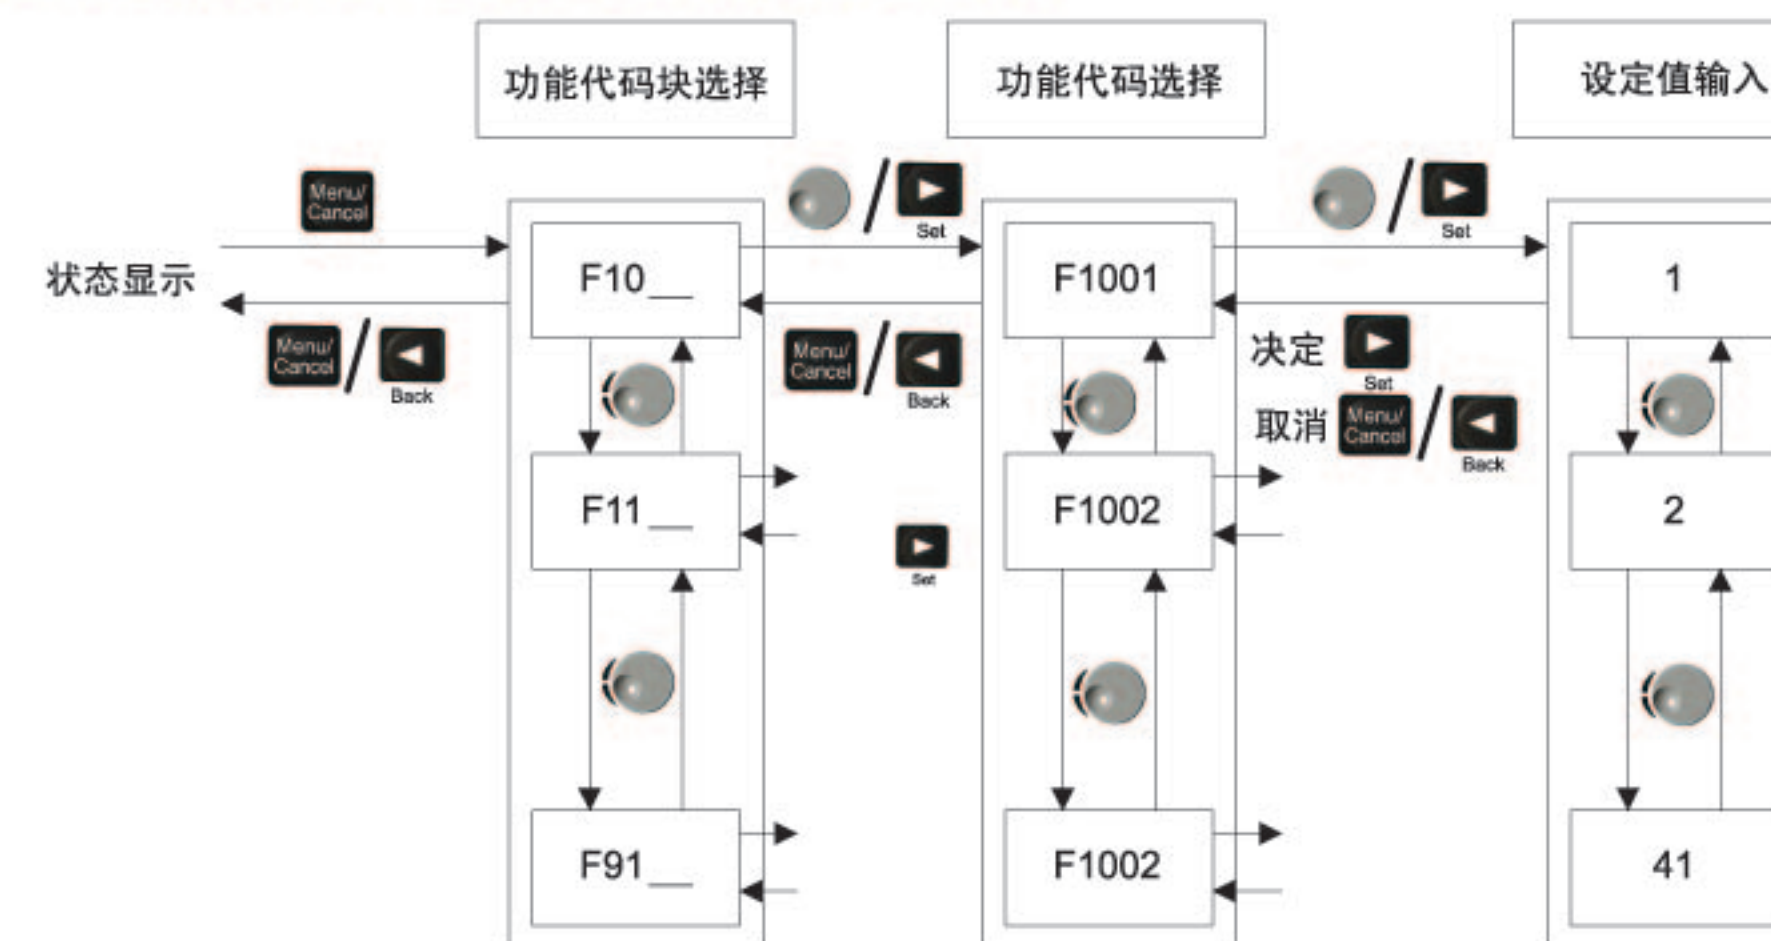 功能代码块选择
功能代码选择
设定值输入
Menu/
Cancel
Set
Set
状态显示
F10__
F1001
1
Menu/
Cancel
Back
Menu/
Cancel
Back
决定
Set
取消
Menu/
Cancel
Back
F11__
F1002
2
Set
F91__
F1002
41